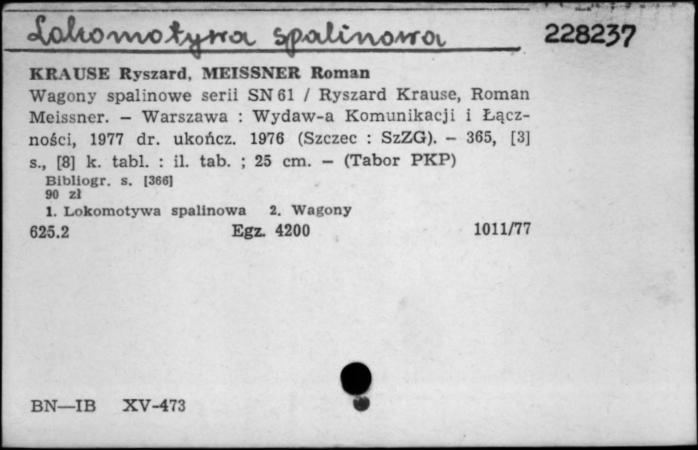 Lokomotywa spalinowa 228237
KRAUSE Ryszard, MEISSNER Roman
Wagony spalinowe serii SN 61 / Ryszard Krause, Roman
Meissner. – Warszawa : Wydaw-a Komunikacji i Łącz-
ności, 1977 dr. ukończ. 1976 (Szczec : SzZG). – 365, [3]
s., [8] k. tabl. : il. tab. ; 25 cm. – (Tabor PKP)
Bibliogr. s. [366]
90 zł
1. Lokomotywa spalinowa 2. Wagony
625.2 Egz. 4200 1011/77
BN—IB XV-473